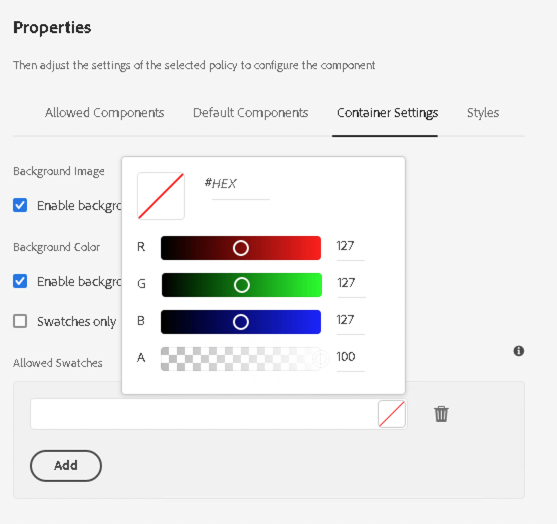 Properties
Then adjust the settings of the selected policy to configure the component
Allowed Components Default Components Container Settings Styles
Background Image
#HEX
Enable backgro
R 127
Background Color
G 127
Enable backgro
B 127
Swatches only
A 100
Allowed Swatches
Add